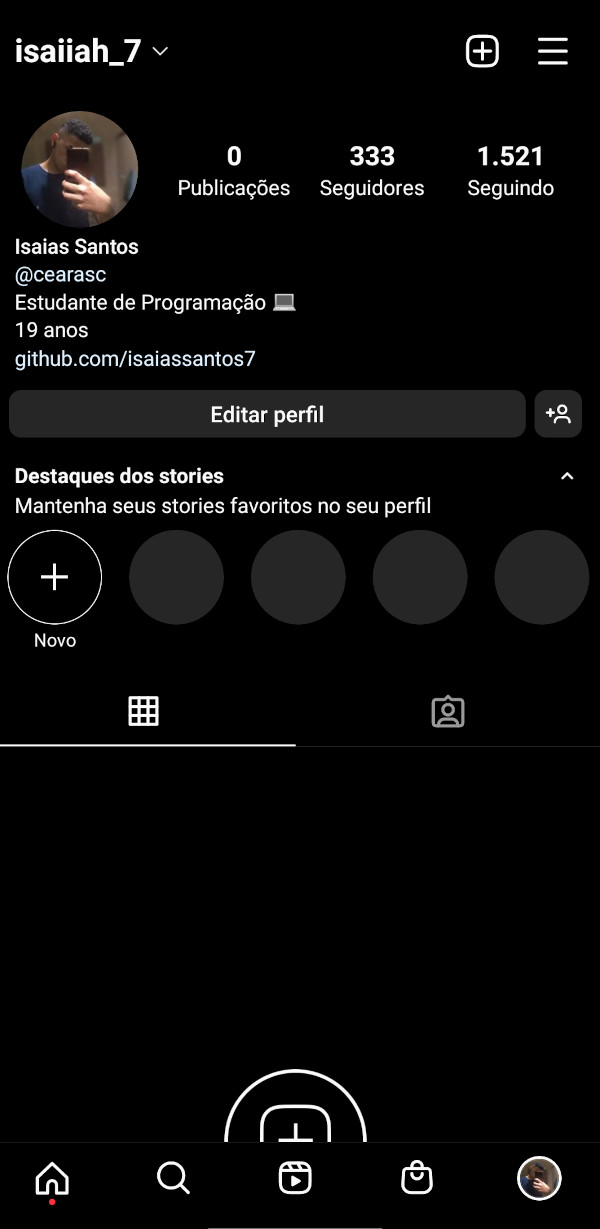 isaiiah_7
0 333 1.521
Publicações Seguidores Seguindo
Isaias Santos
@cearasc
Estudante de Programação 💻
19 anos
github.com/isaiassantos7
Editar perfil
Destaques dos stories
Mantenha seus stories favoritos no seu perfil
Novo